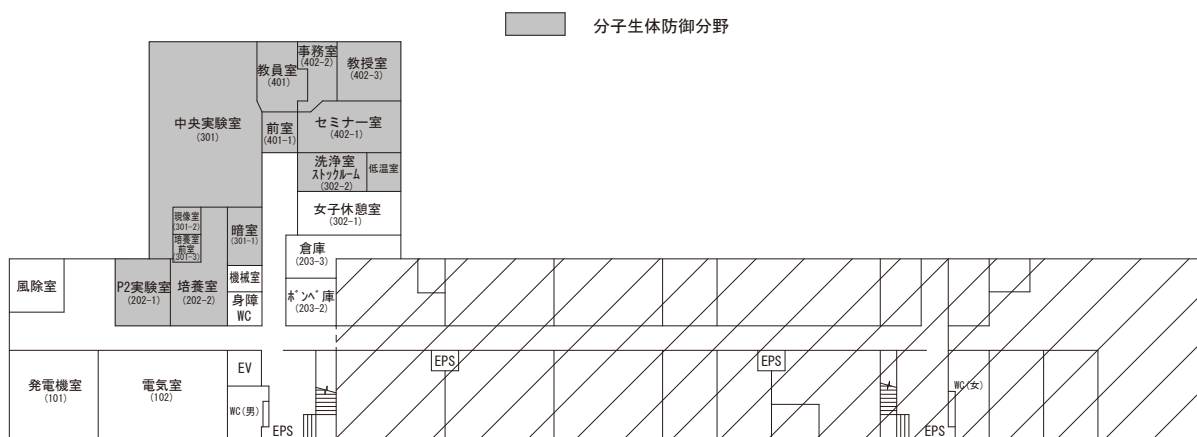 分子生体防御分野
事務室
(402-2)
教員室
(401)
教授室
(402-3)
中央実験室
(301)
前室
(401-1)
セミナー室
(402-1)
洗浄室
ストックルーム
(302-2)
低温室
女子休憩室
(302-1)
現像室
(301-2)
暗室
(301-1)
培養室
前室
(301-3)
倉庫
(203-3)
風除室
P2実験室
(202-1)
培養室
(202-2)
機械室
身障
WC
ボンベ庫
(203-2)
発電機室
(101)
電気室
(102)
EV
WC(男)
EPS
EPS
EPS
WC(女)
EPS